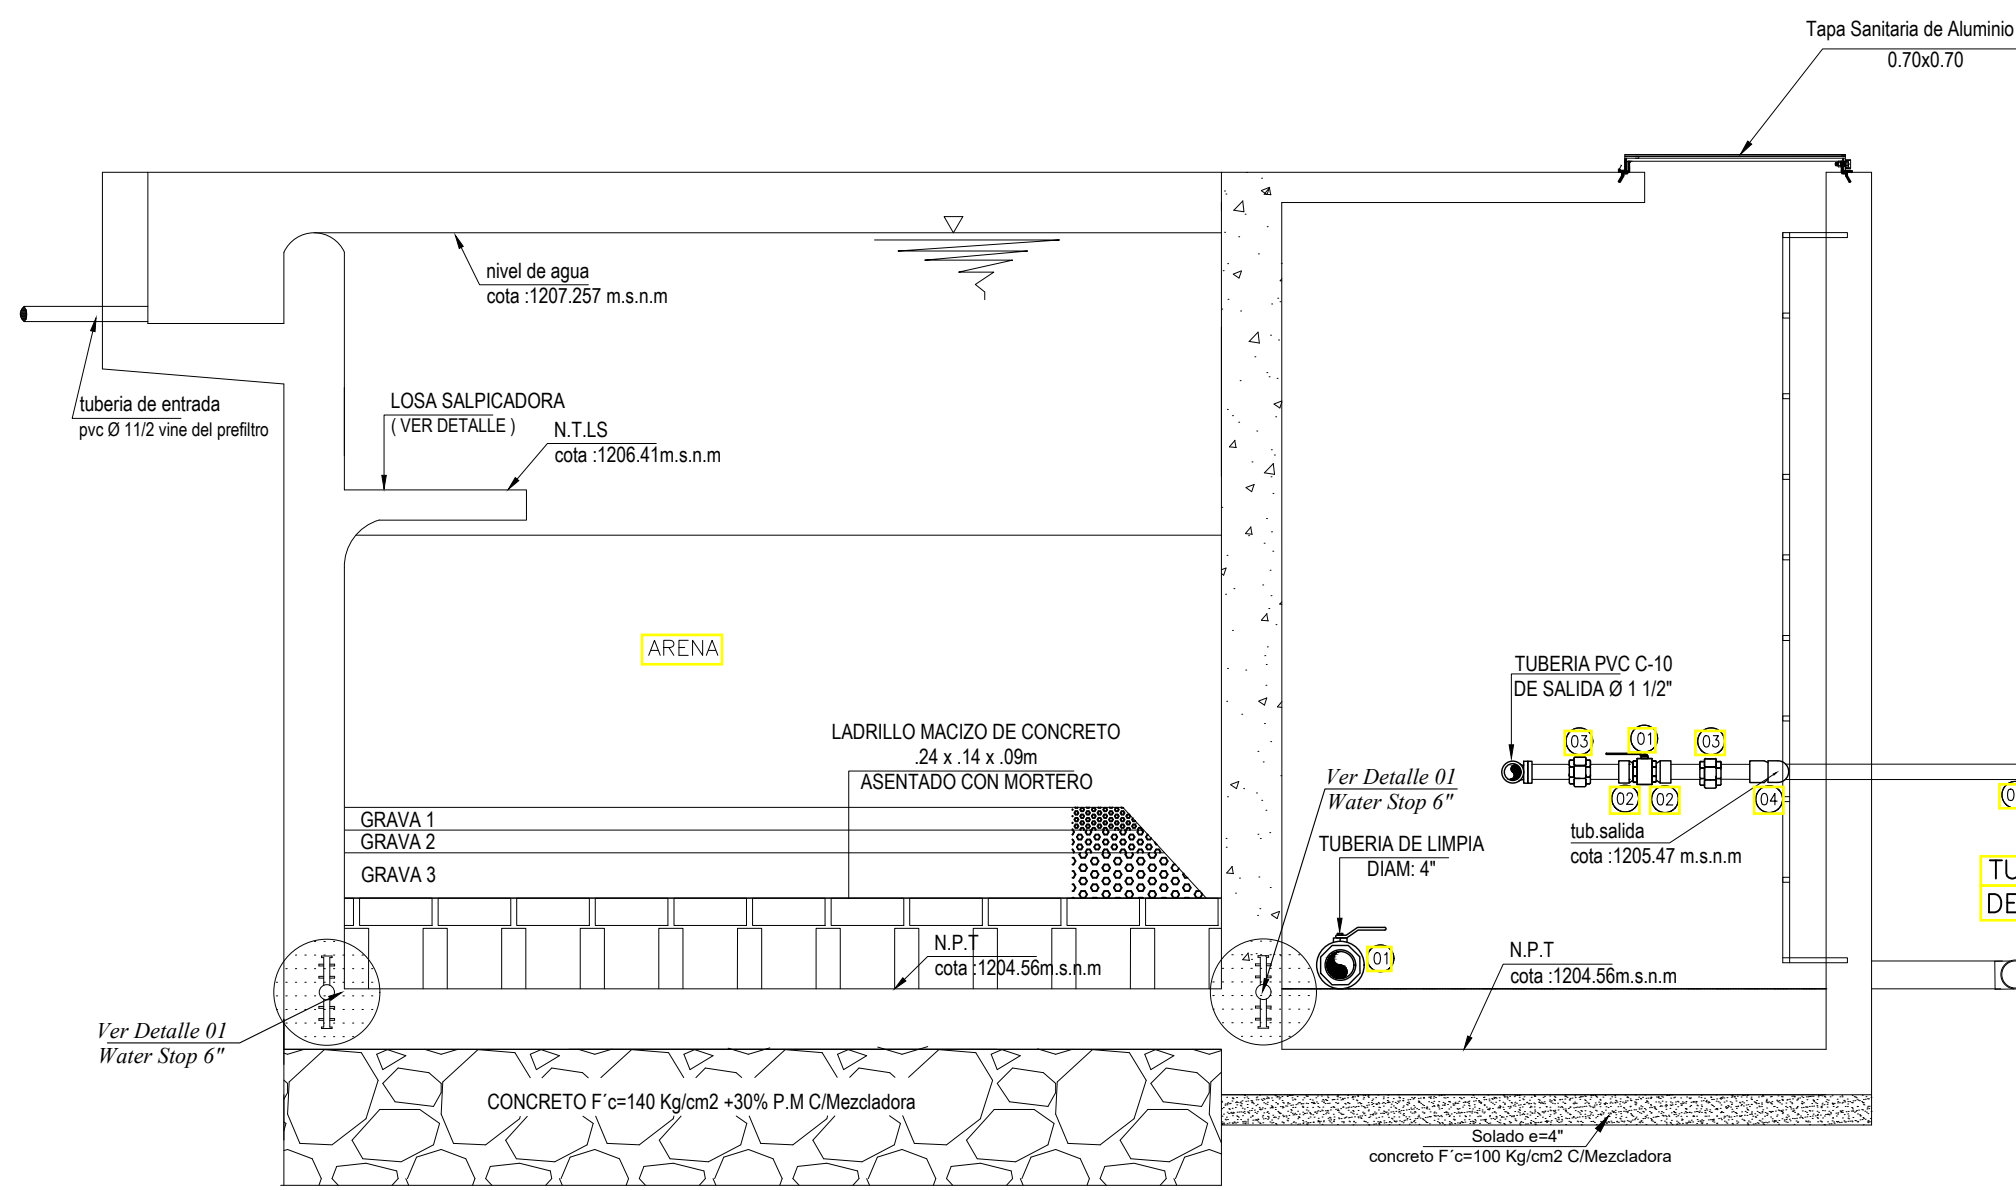 Tapa Sanitaria de Aluminio
0.70x0.70
nivel de agua
cota :1207.257 m.s.n.m
tuberia de entrada
pvc Ø 11/2 vine del prefiltro
LOSA SALPICADORA
( VER DETALLE )
N.T.LS
cota :1206.41m.s.n.m
ARENA
TUBERIA PVC C-10
DE SALIDA Ø 1 1/2"
LADRILLO MACIZO DE CONCRETO
.24 x .14 x .09m
ASENTADO CON MORTERO
03
01
03
02
02
04
Ver Detalle 01
Water Stop 6"
GRAVA 1
GRAVA 2
GRAVA 3
tub.salida
cota :1205.47 m.s.n.m
TUBERIA DE LIMPIA
DIAM: 4"
TU
DE
N.P.T
cota :1204.56m.s.n.m
01
N.P.T
cota :1204.56m.s.n.m
Ver Detalle 01
Water Stop 6"
CONCRETO F´c=140 Kg/cm2 +30% P.M C/Mezcladora
Solado e=4"
concreto F´c=100 Kg/cm2 C/Mezcladora